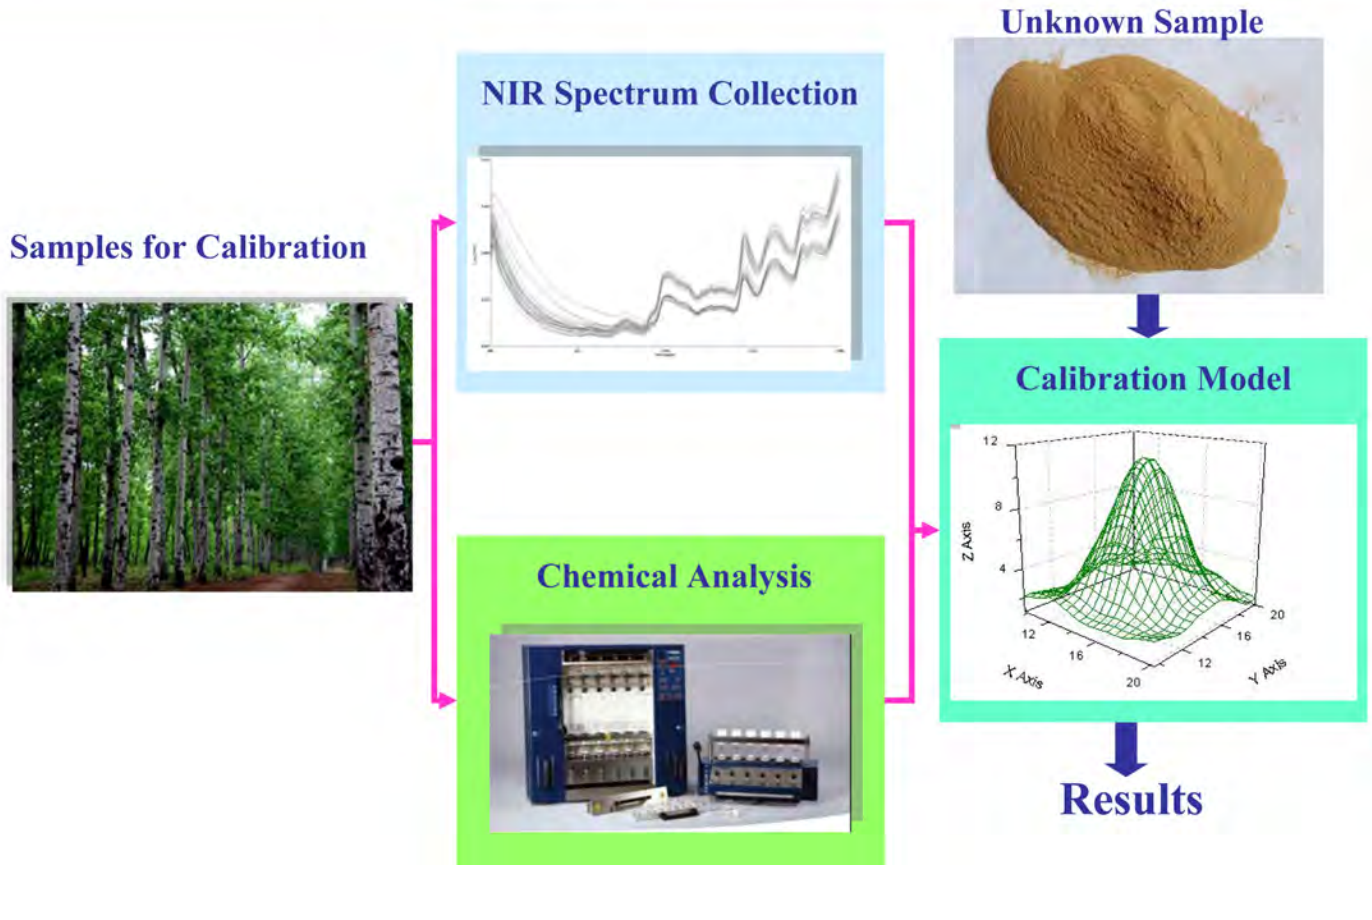 Unknown Sample
NIR Spectrum Collection
Samples for Calibration
Calibration Model
12
8
4
Z Axis
12
16
20
X Axis
12
16
20
Y Axis
Chemical Analysis
Results